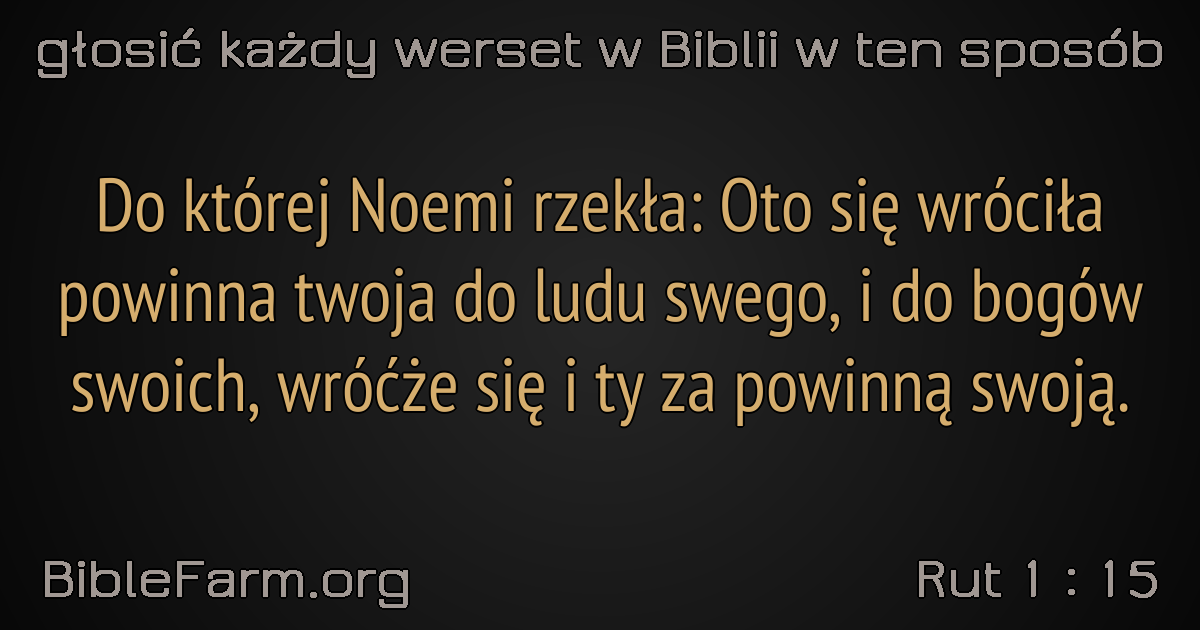 głosić każdy werset w Biblii w ten sposób
Do której Noemi rzekła: Oto się wróciła
powinna twoja do ludu swego, i do bogów
swoich, wróćże się i ty za powinną swoją.
BibleFarm.org
Rut 1 : 15